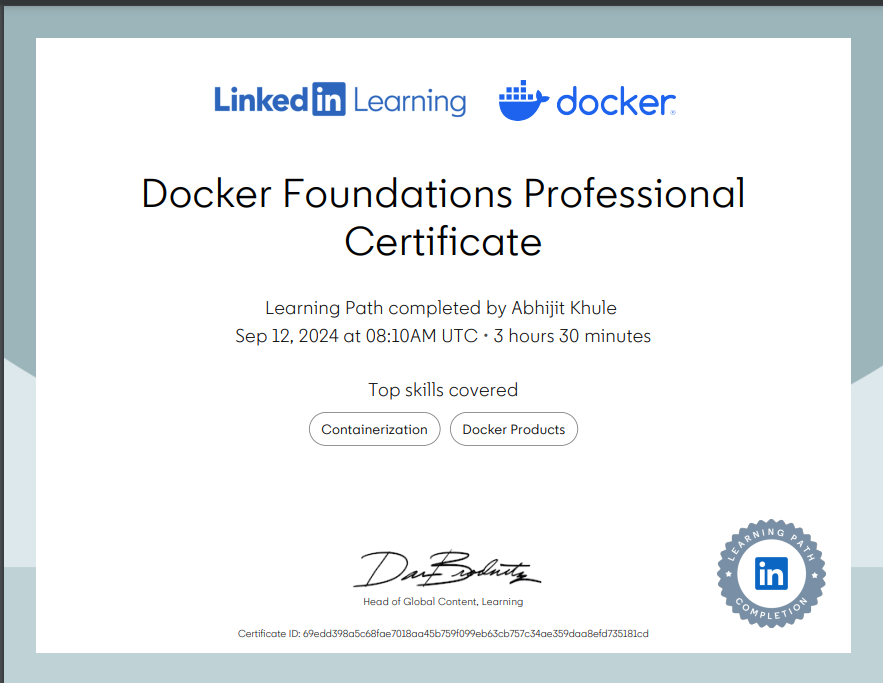 LinkedIn Learning docker
Docker Foundations Professional
Certificate
Learning Path completed by Abhijit Khule
Sep 12, 2024 at 08:10AM UTC • 3 hours 30 minutes
Top skills covered
Containerization Docker Products
Head of Global Content, Learning
Certificate ID: 69edd398a5c68fae7018aa45b759f099eb63cb757c34ae359daa8efd735181cd
LEARNING PATH
in
COMPLETION